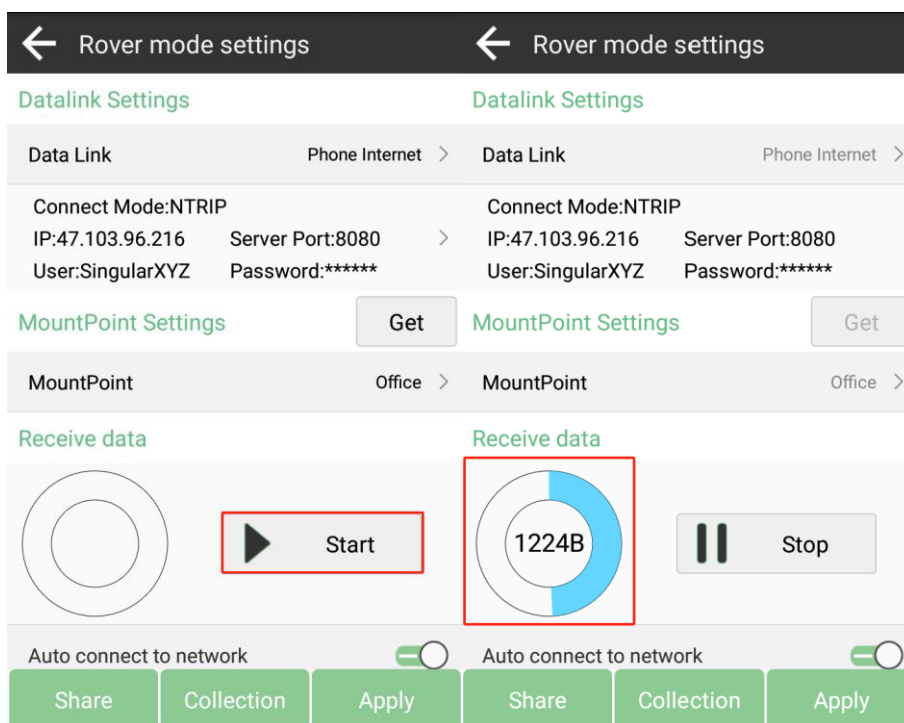 Rover mode settings
Datalink Settings
Data Link Phone Internet
Connect Mode:NTRIP
IP:47.103.96.216 Server Port:8080
User:SingularXYZ Password:******
MountPoint Settings Get
MountPoint Office
Receive data
Start
Auto connect to network
Share Collection Apply
Rover mode settings
Datalink Settings
Data Link Phone Internet
Connect Mode:NTRIP
IP:47.103.96.216 Server Port:8080
User:SingularXYZ Password:******
MountPoint Settings Get
MountPoint Office
Receive data
1224B Stop
Auto connect to network
Share Collection Apply